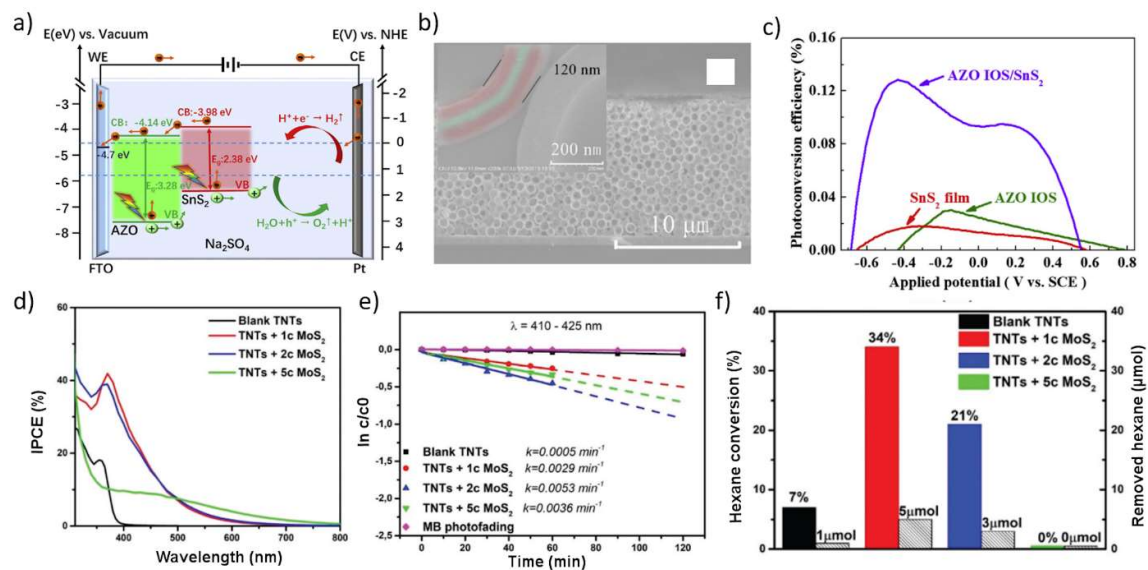 a)
E(eV) vs. Vacuum
E(V) vs. NHE
WE
CE
-3
-4
-5
-6
-7
-8
-2
-1
0
1
2
3
4
CB: -4.14 eV
CB:-3.98 eV
-4.7 eV
Eg:3.28 eV
Eg:2.38 eV
VB
VB
SnS2
AZO
H⁺+e⁻→ H2↑
H2O+h⁺→ O2↑+H⁺
Na2SO4
FTO
Pt
b)
120 nm
200 nm
10 μm
c)
Photoconversion efficiency (%)
0.16
0.12
0.08
0.04
0.00
AZO IOS/SnS2
SnS2 film
AZO IOS
-0.6 -0.4 -0.2 0.0 0.2 0.4 0.6 0.8
Applied potential ( V vs. SCE )
d)
IPCE (%)
60
40
20
0
Blank TNTs
TNTs + 1c MoS2
TNTs + 2c MoS2
TNTs + 5c MoS2
400 500 600 700 800
Wavelength (nm)
e)
ln c/c0
λ = 410 - 425 nm
0,0
-0,5
-1,0
-1,5
-2,0
-2,5
Blank TNTs k=0.0005 min⁻¹
TNTs + 1c MoS2 k=0.0029 min⁻¹
TNTs + 2c MoS2 k=0.0053 min⁻¹
TNTs + 5c MoS2 k=0.0036 min⁻¹
MB photofading
0 20 40 60 80 100 120
Time (min)
f)
Hexane conversion (%)
40
35
30
25
20
15
10
5
0
Blank TNTs
TNTs + 1c MoS2
TNTs + 2c MoS2
TNTs + 5c MoS2
7%
1μmol
34%
5μmol
21%
3μmol
0% 0μmol
40
30
20
10
0
Removed hexane (μmol)